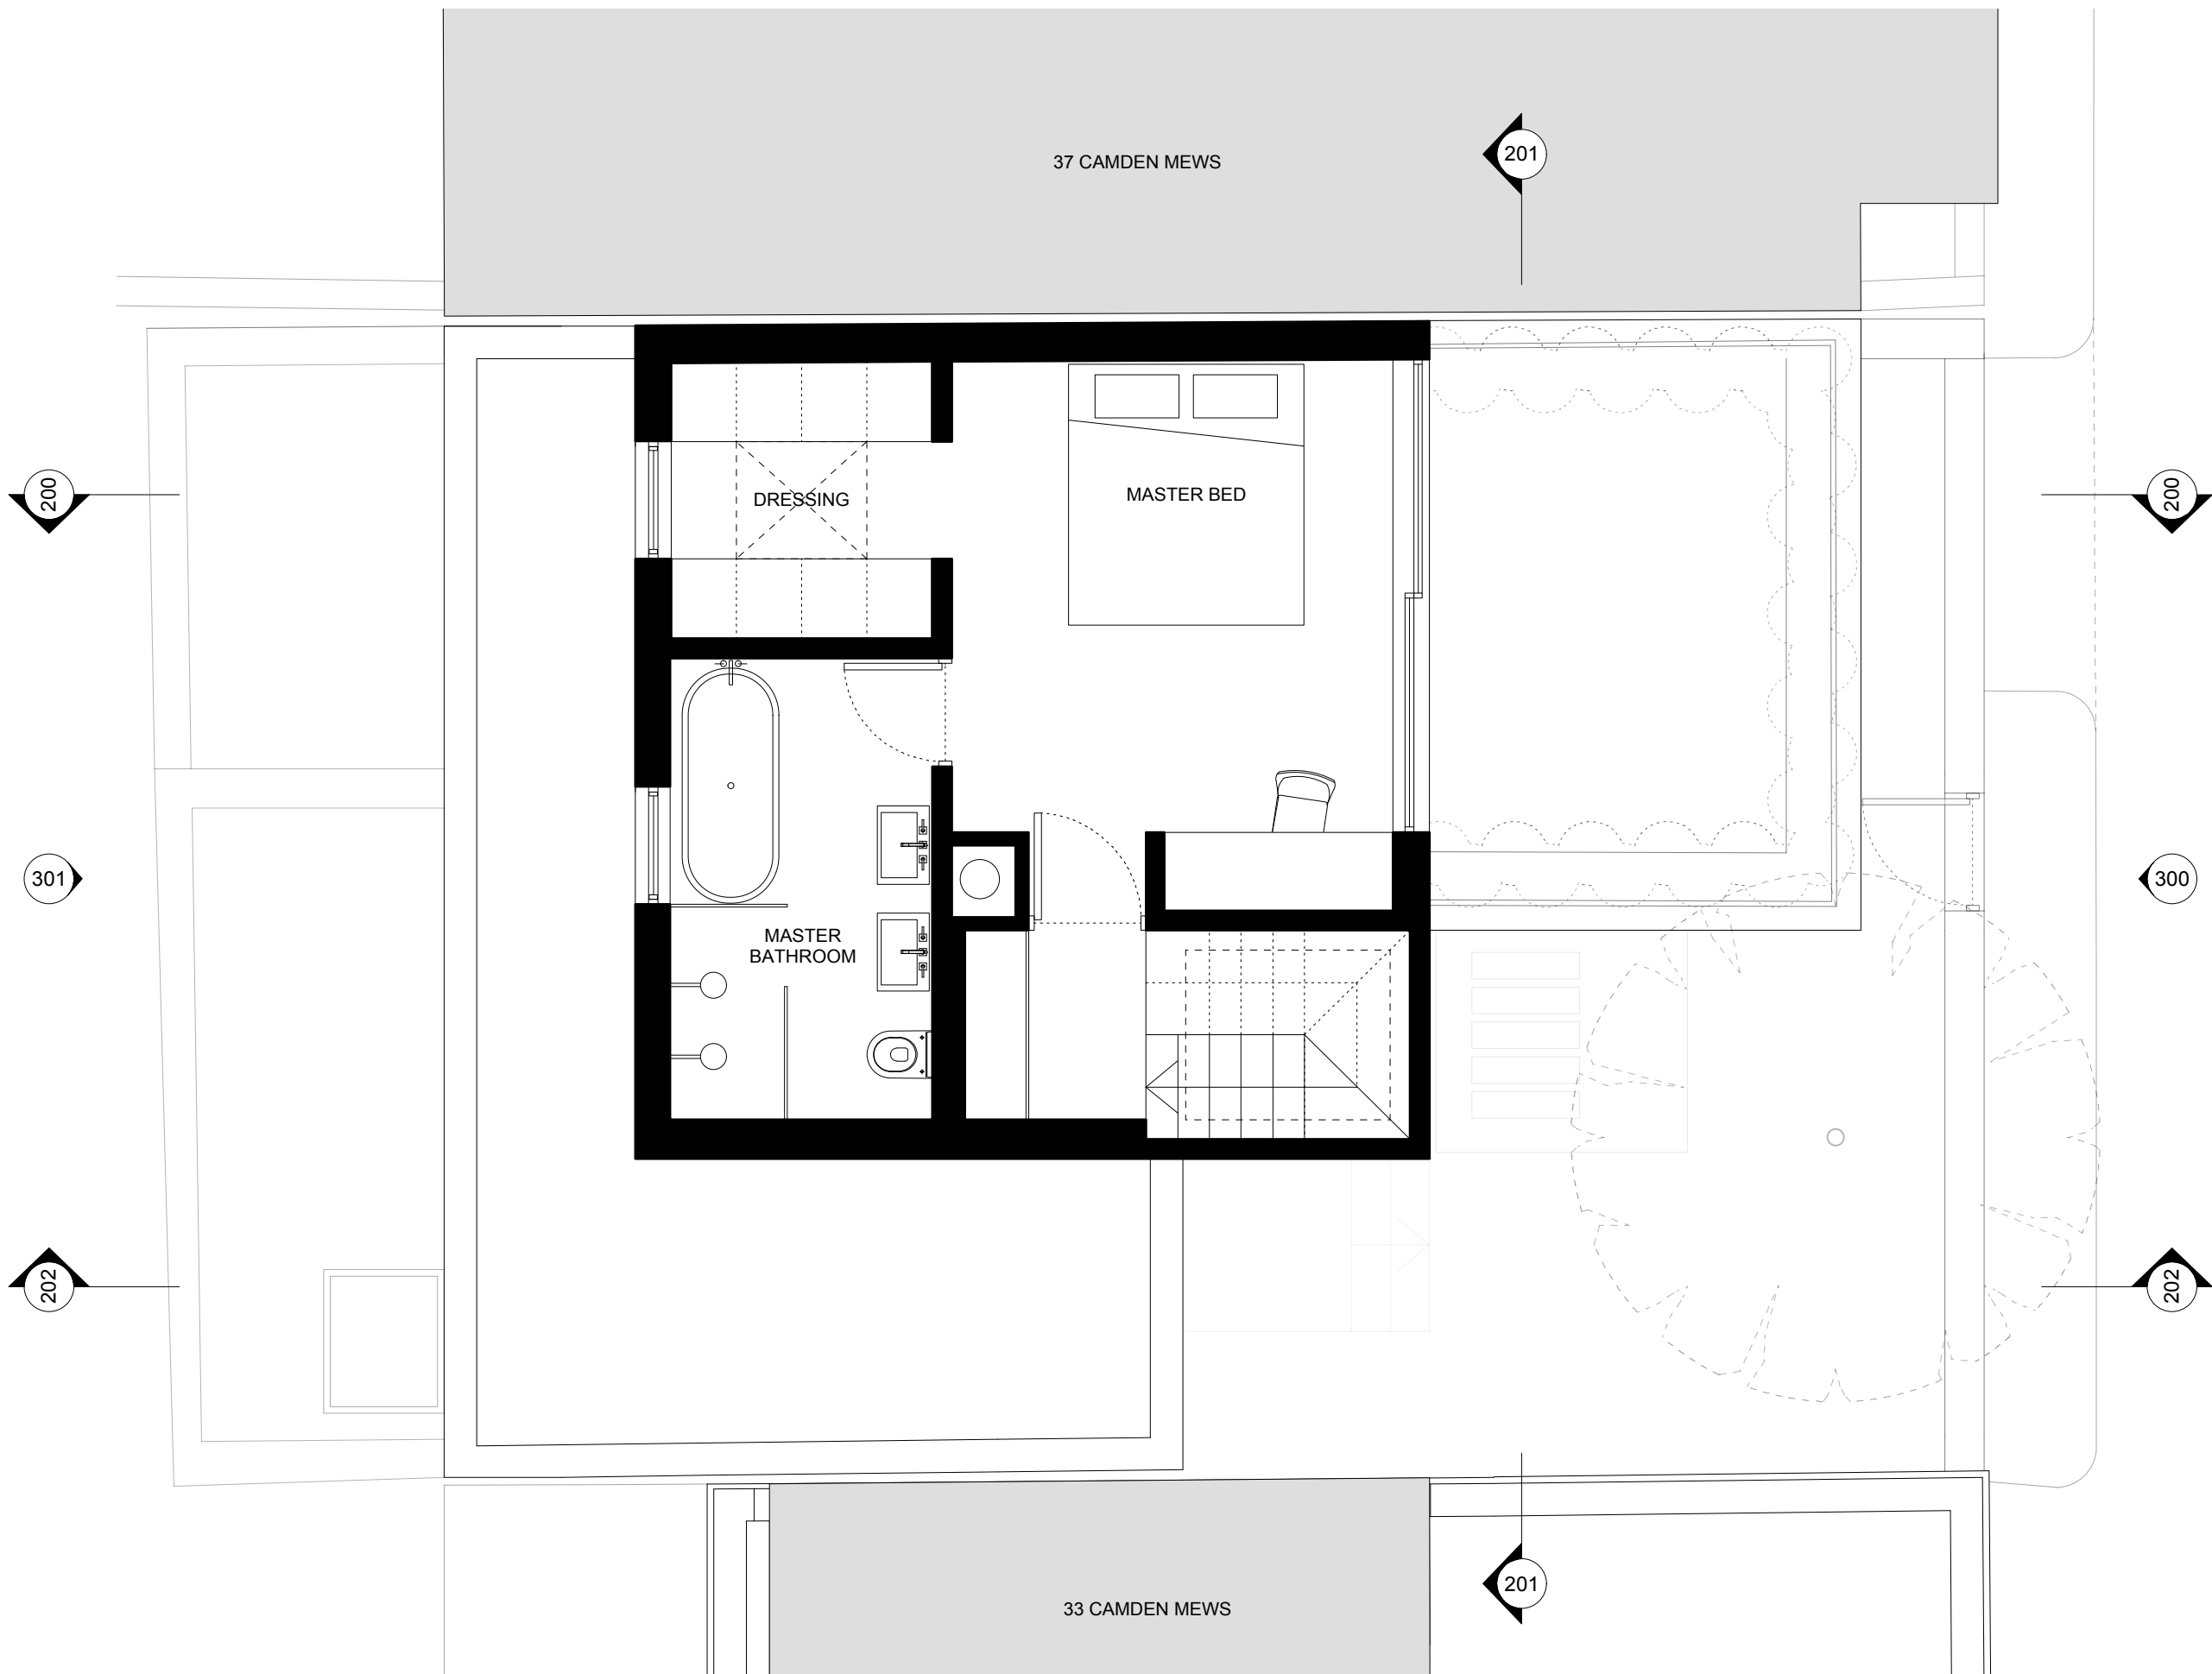 37 CAMDEN MEWS
201
200
DRESSING
MASTER BED
200
301
300
MASTER
BATHROOM
202
202
201
33 CAMDEN MEWS